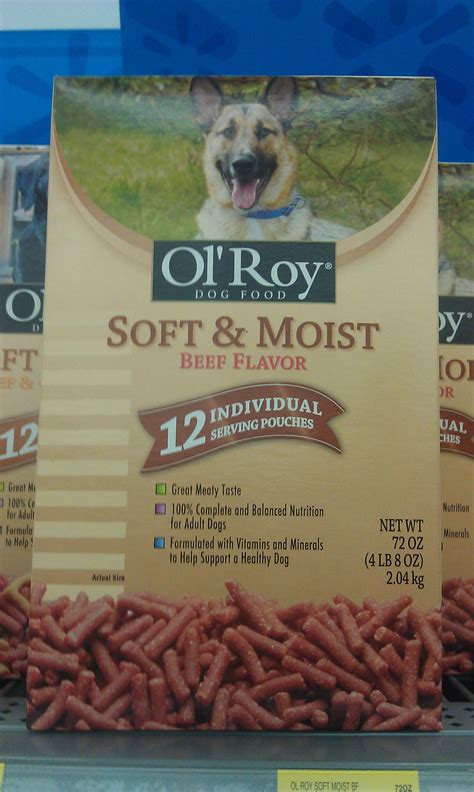 Ol'Roy®
DOG FOOD
SOFT & MOIST
BEEF FLAVOR
12 INDIVIDUAL
SERVING POUCHES
Great Meaty Taste
100% Complete and Balanced Nutrition
for Adult Dogs
Formulated with Vitamins and Minerals
to Help Support a Healthy Dog
NET WT
72 OZ
(4 LB 8 OZ)
2.04 kg
Actual Size
OL ROY SOFT MOIST BF 72OZ